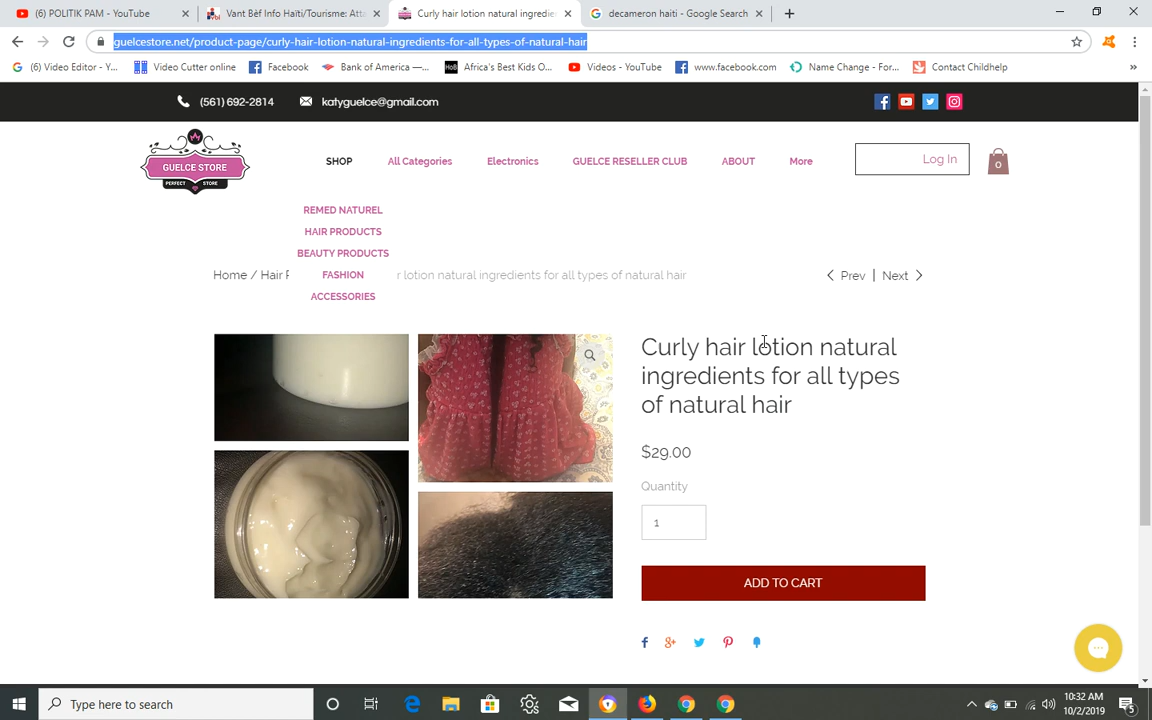 (6) POLITIK PAM - YouTube
Vant Bèf Info Haïti/Tourisme: Atta
Curly hair lotion natural ingredie
decameron haiti - Google Search
guelcestore.net/product-page/curly-hair-lotion-natural-ingredients-for-all-types-of-natural-hair
(6) Video Editor - Y...
Video Cutter online
Facebook
Bank of America —...
Africa's Best Kids O...
Videos - YouTube
www.facebook.com
Name Change - For...
Contact Childhelp
(561) 692-2814
katyguelce@gmail.com
GUELCE STORE
PERFECT STORE
SHOP
All Categories
Electronics
GUELCE RESELLER CLUB
ABOUT
More
Log In
0
REMED NATUREL
HAIR PRODUCTS
BEAUTY PRODUCTS
FASHION
ACCESSORIES
Home / Hair P
r lotion natural ingredients for all types of natural hair
Prev | Next
Curly hair lotion natural
ingredients for all types
of natural hair
$29.00
Quantity
1
ADD TO CART
Type here to search
10:32 AM
10/2/2019
5